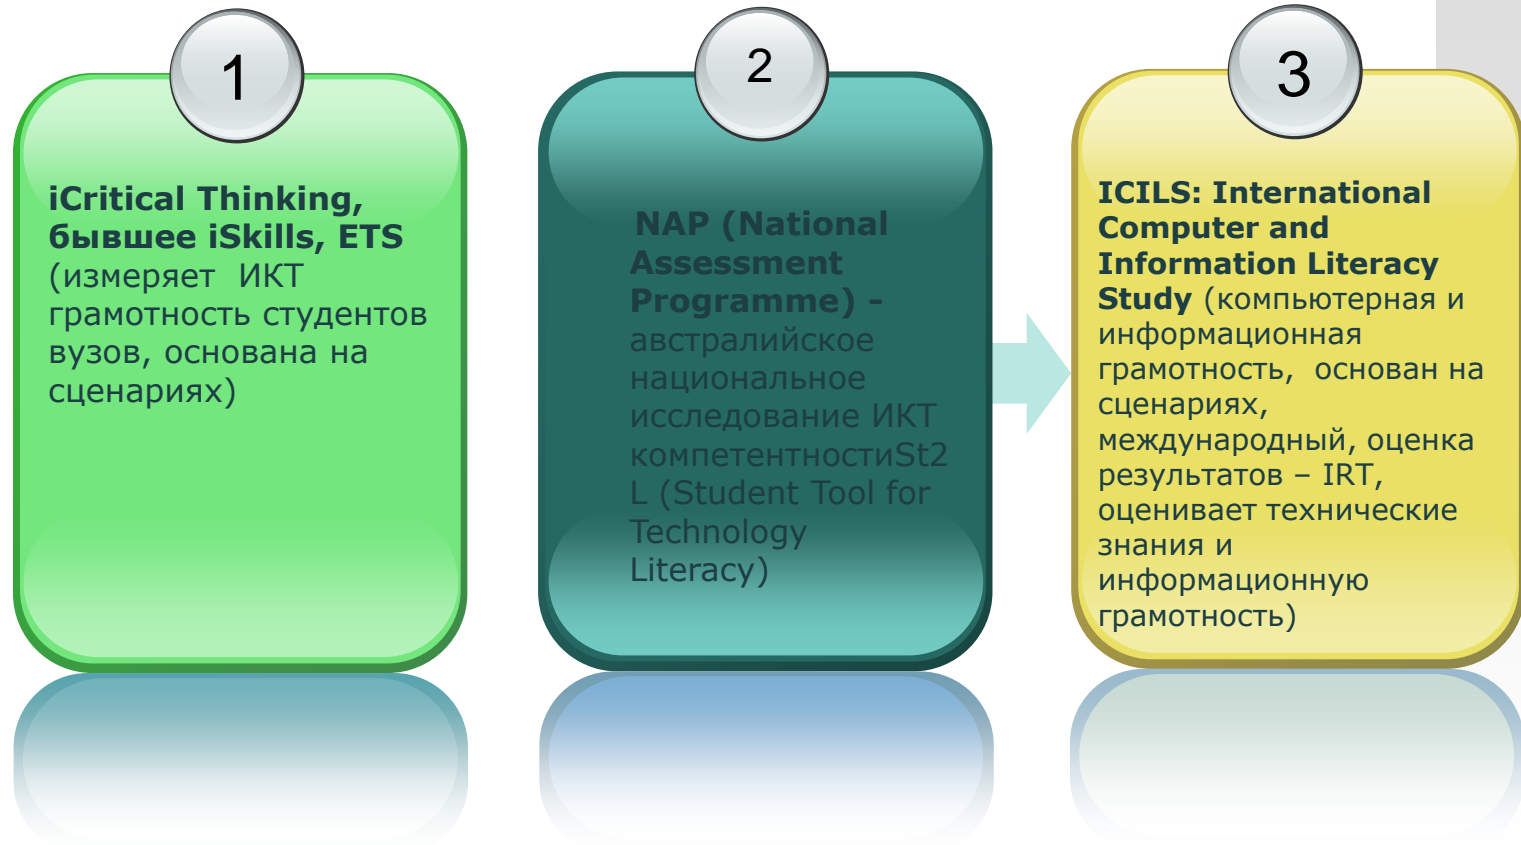 1
iCritical Thinking,
бывшее iSkills, ETS
(измеряет ИКТ
грамотность студентов
вузов, основана на
сценариях)
2
NAP (National
Assessment
Programme) –
австралийское
национальное
исследование ИКТ
компетентностиSt2
L (Student Tool for
Technology
Literacy)
3
ICILS: International
Computer and
Information Literacy
Study (компьютерная и
информационная
грамотность, основан на
сценариях,
международный, оценка
результатов – IRT,
оценивает технические
знания и
информационную
грамотность)